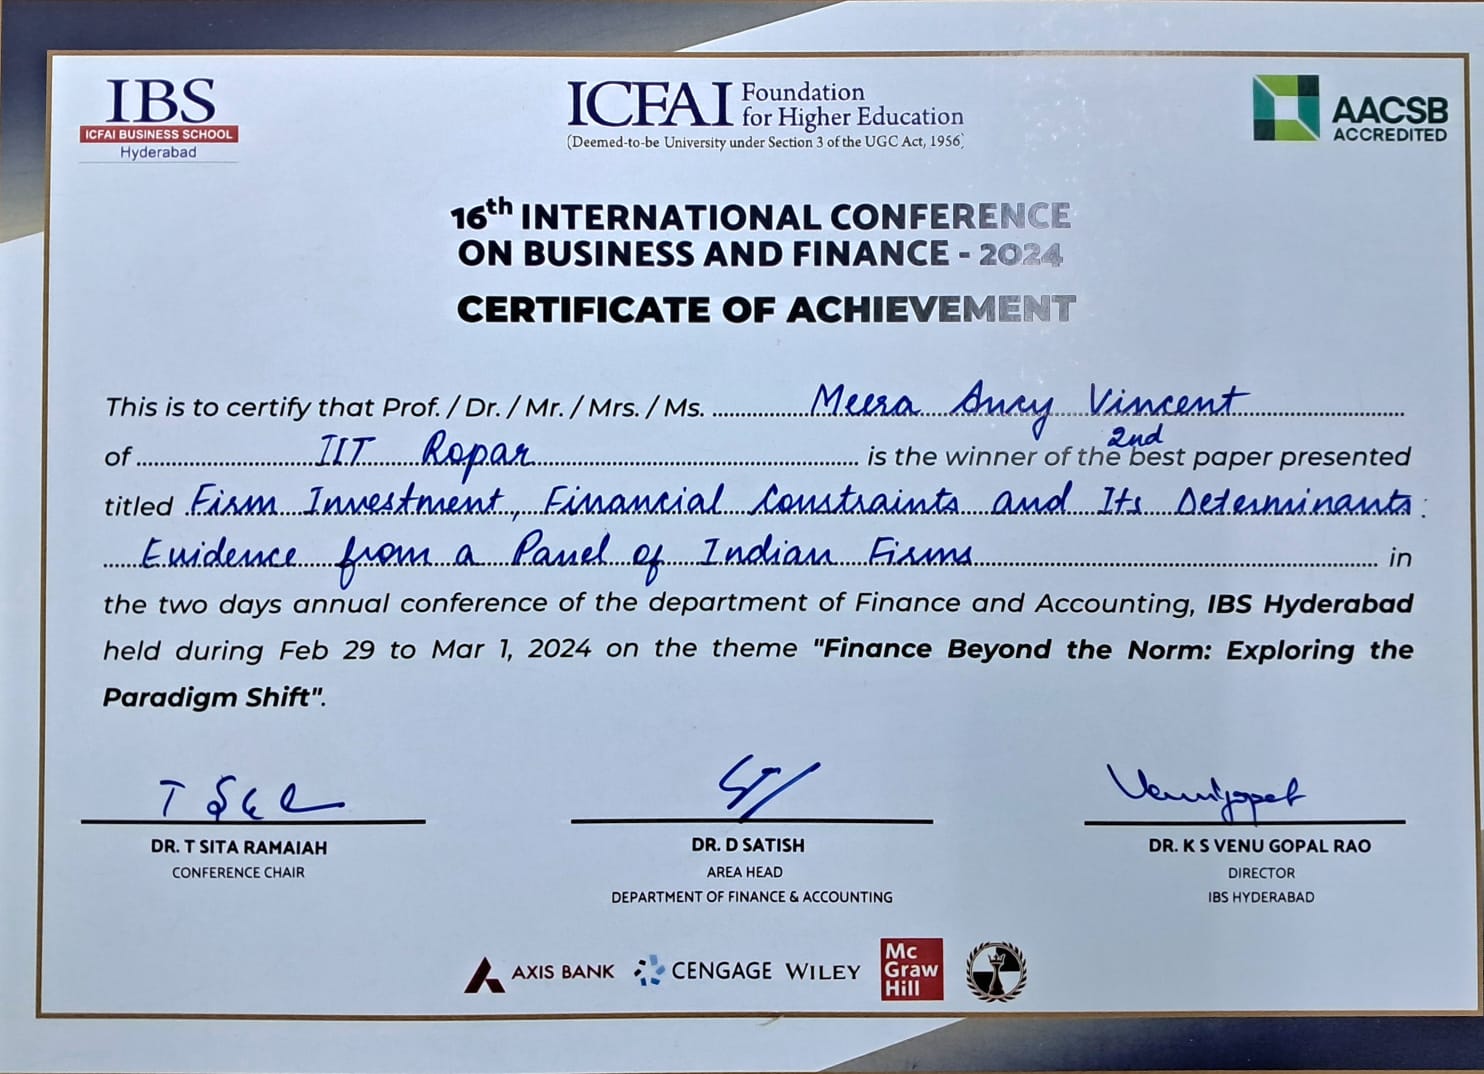 IBS
ICFAI BUSINESS SCHOOL
Hyderabad
ICFAI Foundation
for Higher Education
(Deemed-to-be University under Section 3 of the UGC Act, 1956)
AACSB
ACCREDITED
16th INTERNATIONAL CONFERENCE
ON BUSINESS AND FINANCE - 2024
CERTIFICATE OF ACHIEVEMENT
This is to certify that Prof. / Dr. / Mr. / Mrs. / Ms. Meera Ancy Vincent
of IIT Ropar is the winner of the 2nd best paper presented
titled Firm Investment, Financial Constraints and Its Determinants:
Evidence from a Panel of Indian Firms in
the two days annual conference of the department of Finance and Accounting, IBS Hyderabad
held during Feb 29 to Mar 1, 2024 on the theme "Finance Beyond the Norm: Exploring the
Paradigm Shift".
DR. T SITA RAMAIAH
CONFERENCE CHAIR
DR. D SATISH
AREA HEAD
DEPARTMENT OF FINANCE & ACCOUNTING
Venugopal
DR. K S VENU GOPAL RAO
DIRECTOR
IBS HYDERABAD
AXIS BANK
CENGAGE
WILEY
Mc
Graw
Hill